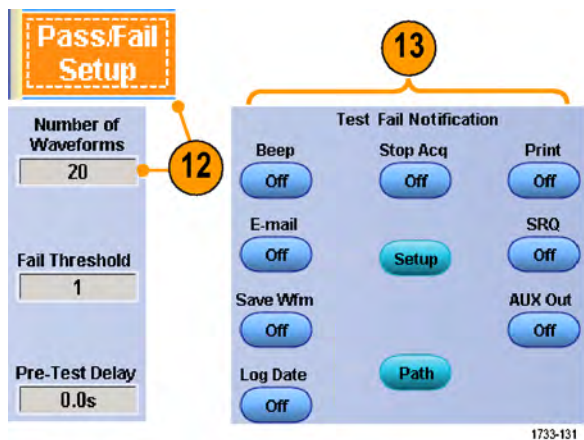 Pass/Fail
Setup
12
Number of
Waveforms
20
Fail Threshold
1
Pre-Test Delay
0.0s
13
Test Fail Notification
Beep
Off
Stop Acq
Off
Print
Off
E-mail
Off
Setup
SRQ
Off
Save Wfm
Off
AUX Out
Off
Log Date
Off
Path
1733-131